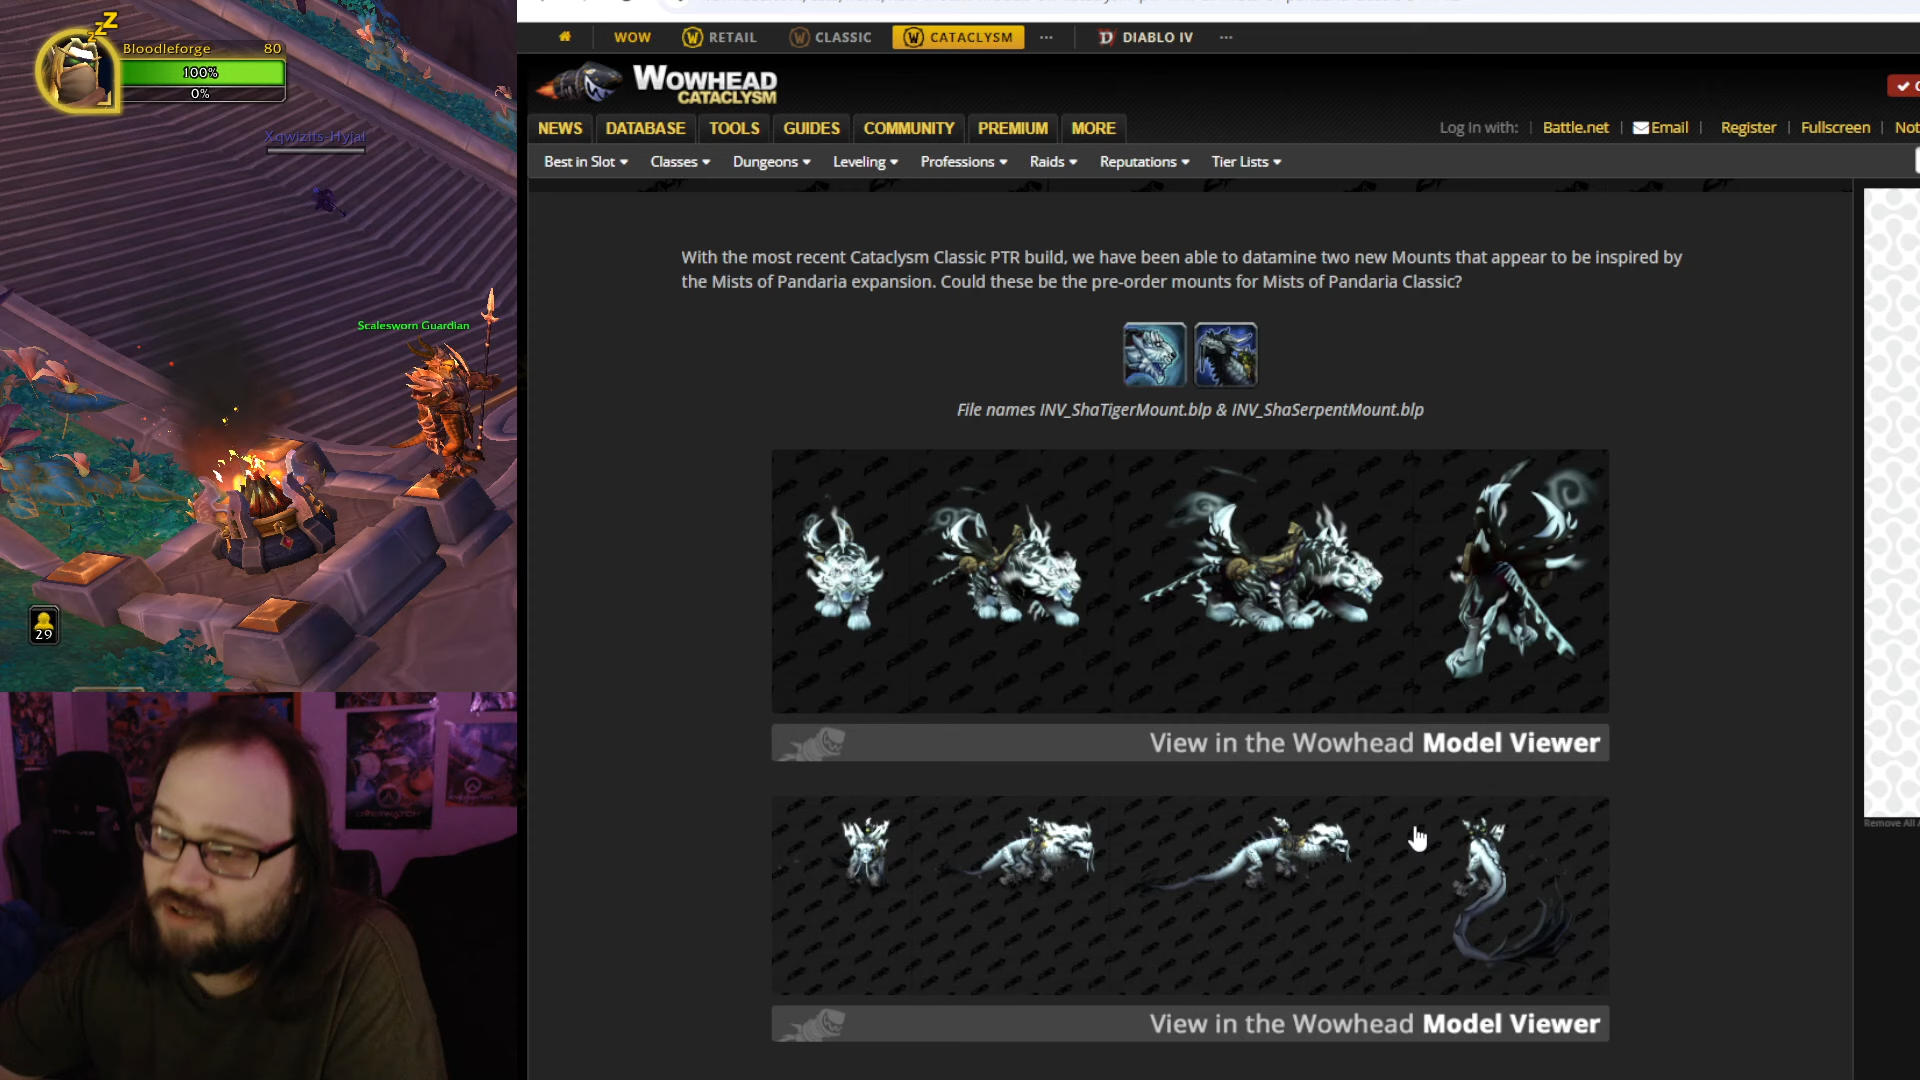 Bloodleforge 80
100%
0%
Xqwizits-Hyjal
Scalesworn Guardian
29
WOW
RETAIL
CLASSIC
CATACLYSM
DIABLO IV
WOWHEAD
CATACLYSM
NEWS
DATABASE
TOOLS
GUIDES
COMMUNITY
PREMIUM
MORE
Log In with: Battle.net | Email | Register | Fullscreen | Not
Best in Slot
Classes
Dungeons
Leveling
Professions
Raids
Reputations
Tier Lists
With the most recent Cataclysm Classic PTR build, we have been able to datamine two new Mounts that appear to be inspired by
the Mists of Pandaria expansion. Could these be the pre-order mounts for Mists of Pandaria Classic?
File names INV_ShaTigerMount.blp & INV_ShaSerpentMount.blp
View in the Wowhead Model Viewer
View in the Wowhead Model Viewer
Remove All